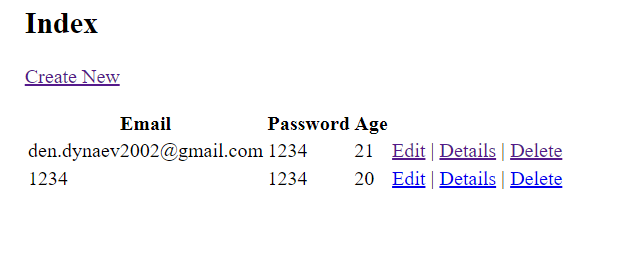 Index
Create New
Email Password Age
den.dynaev2002@gmail.com 1234 21 Edit | Details | Delete
1234 1234 20 Edit | Details | Delete